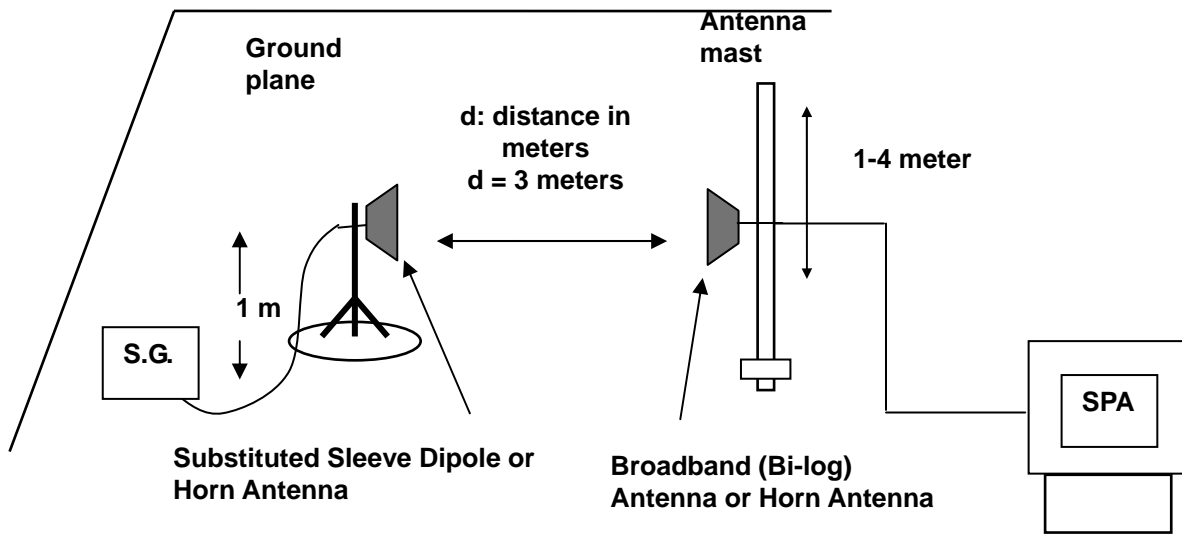 Ground
plane
Antenna
mast
d: distance in
meters
d = 3 meters
1-4 meter
1 m
S.G.
SPA
Substituted Sleeve Dipole or
Horn Antenna
Broadband (Bi-log)
Antenna or Horn Antenna